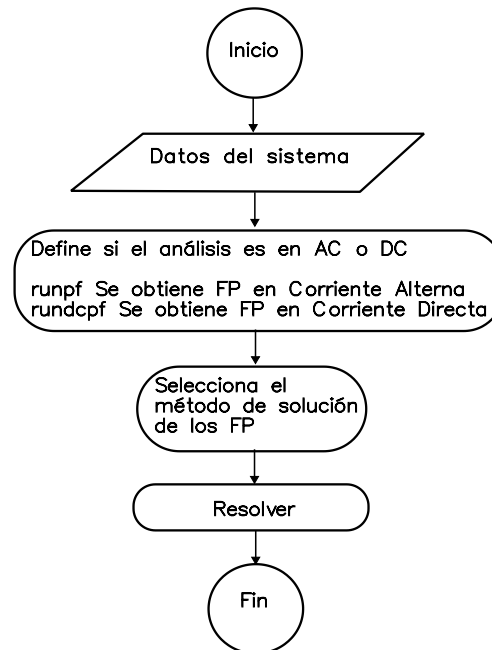 Inicio
Datos del sistema
Define si el análisis es en AC o DC
runpf Se obtiene FP en Corriente Alterna
rundcpf Se obtiene FP en Corriente Directa
Selecciona el
método de solución
de los FP
Resolver
Fin